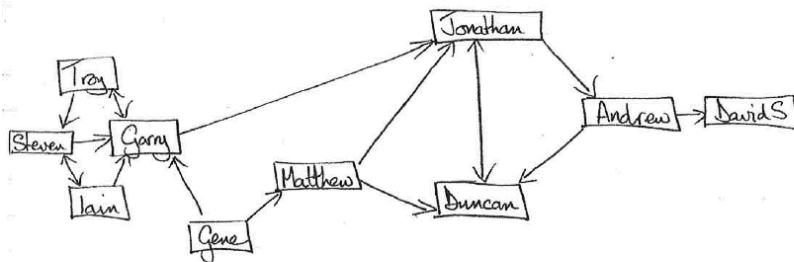 Jonathan
Troy
Andrew
DavidS
Steven
Garry
Matthew
Iain
Duncan
Gene